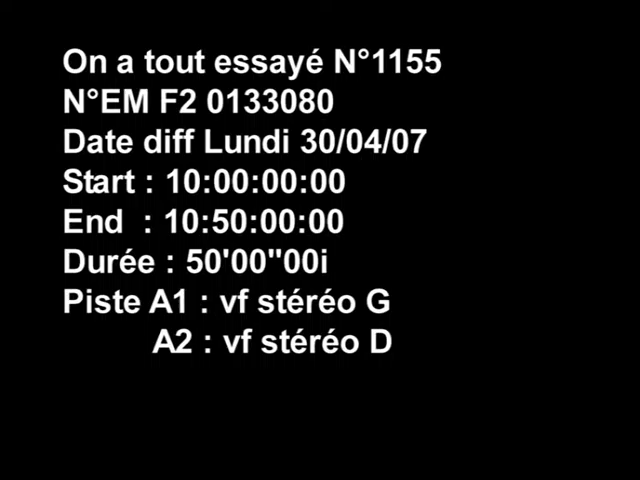 On a tout essayé N°1155
N°EM F2 0133080
Date diff Lundi 30/04/07
Start : 10:00:00:00
End : 10:50:00:00
Durée : 50'00"00i
Piste A1 : vf stéréo G
A2 : vf stéréo D